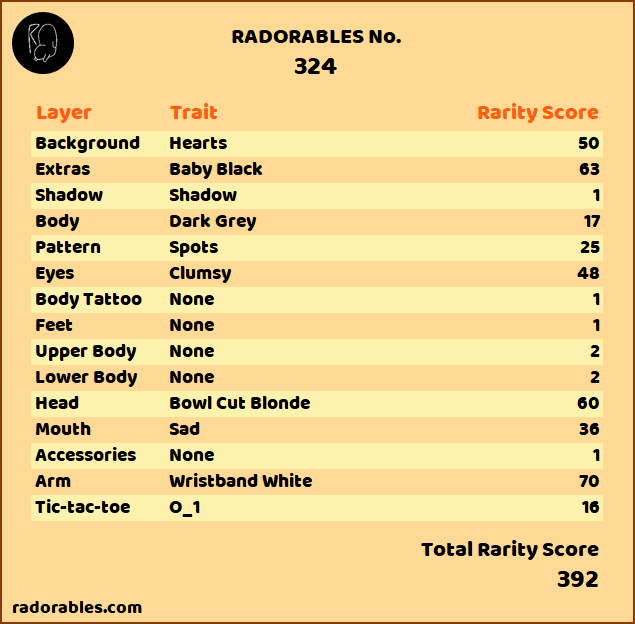 RADORABLES No.
324
Layer Trait Rarity Score
Background Hearts 50
Extras Baby Black 63
Shadow Shadow 1
Body Dark Grey 17
Pattern Spots 25
Eyes Clumsy 48
Body Tattoo None 1
Feet None 1
Upper Body None 2
Lower Body None 2
Head Bowl Cut Blonde 60
Mouth Sad 36
Accessories None 1
Arm Wristband White 70
Tic-tac-toe O_1 16
Total Rarity Score
392
radorables.com